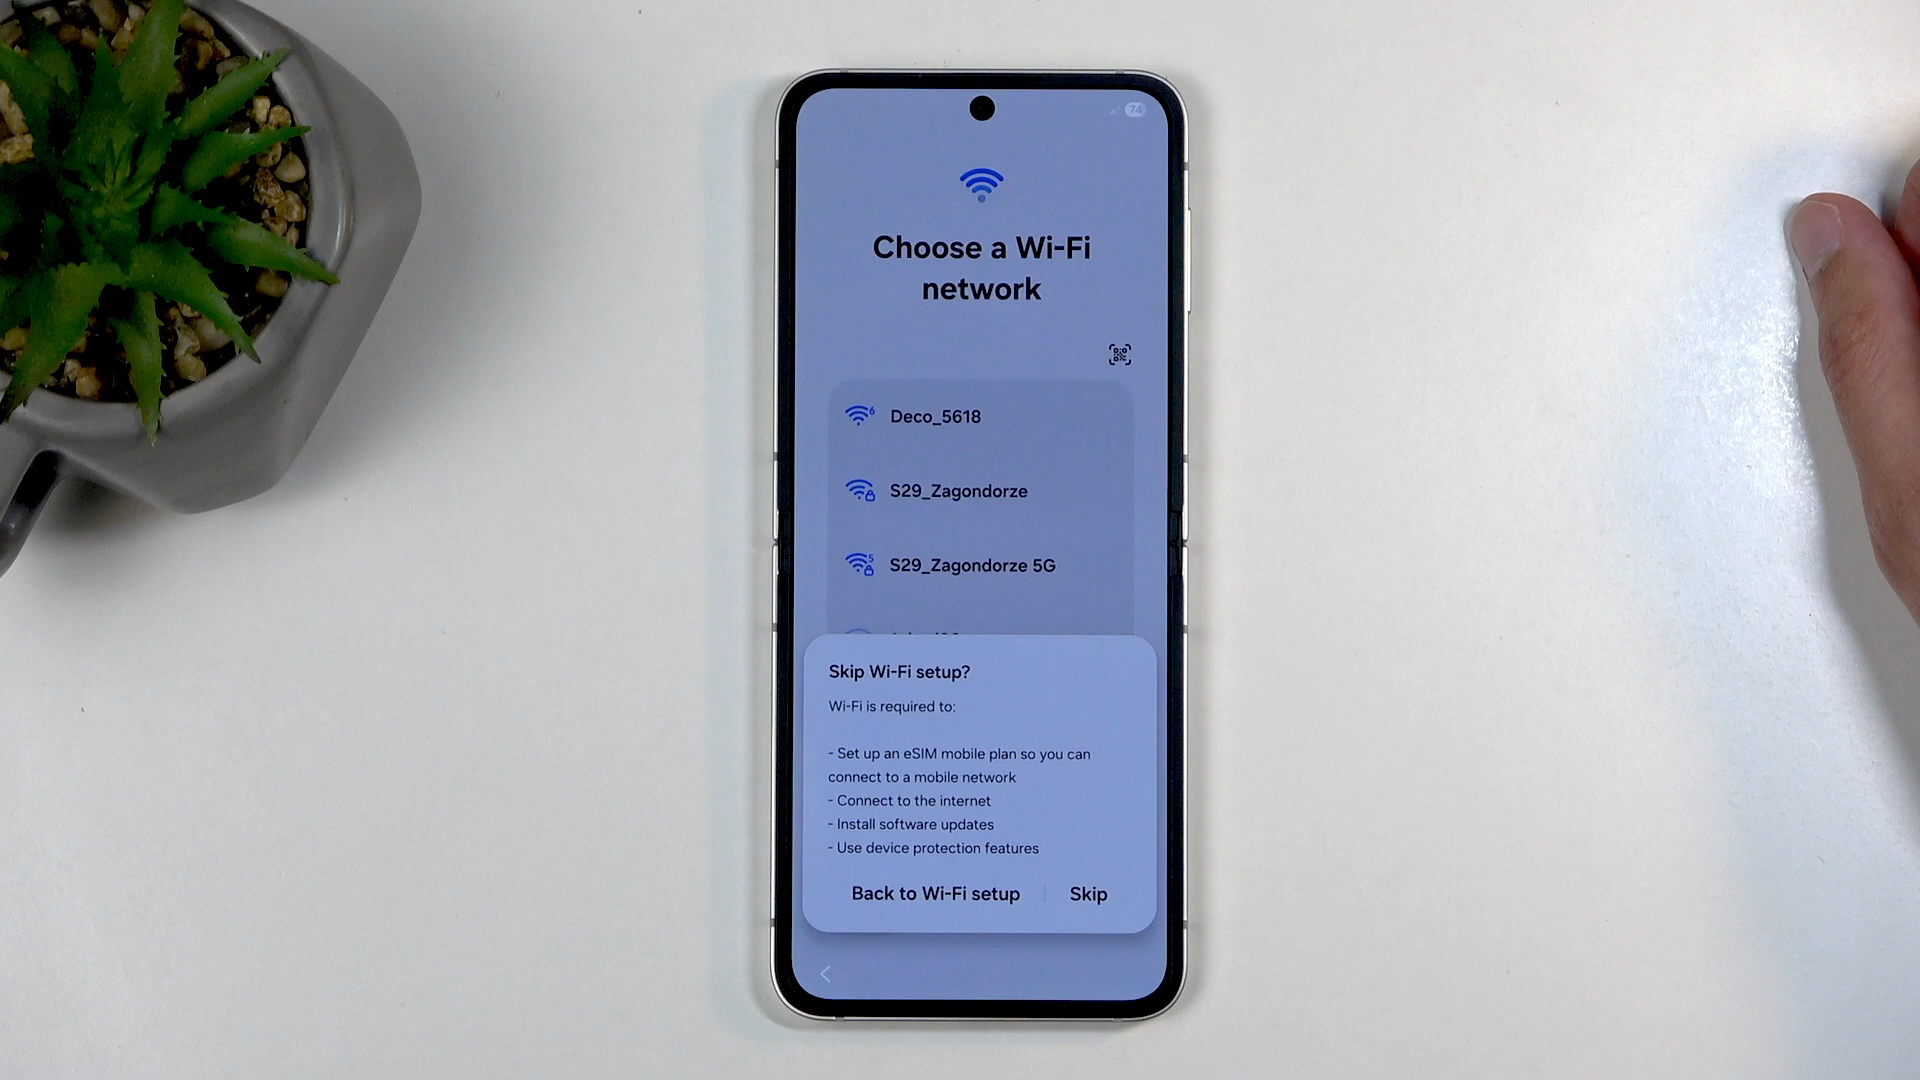 74
Choose a Wi-Fi
network
Deco_5618
S29_Zagondorze
S29_Zagondorze 5G
Skip Wi-Fi setup?
Wi-Fi is required to:
- Set up an eSIM mobile plan so you can
connect to a mobile network
- Connect to the internet
- Install software updates
- Use device protection features
Back to Wi-Fi setup
Skip